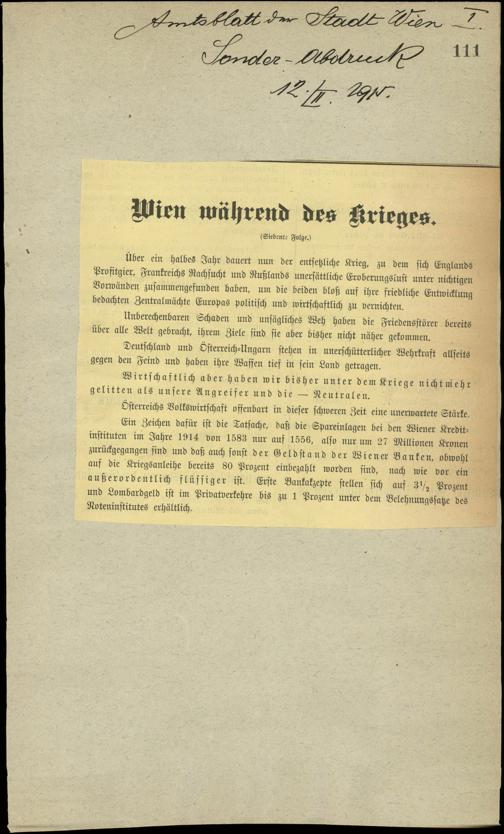 Amtsblatt der Stadt Wien I.
Sonder-Abdruck
111
12./II. 1915.
Wien während des Krieges.
(Siebente Folge.)
Über ein halbes Jahr dauert nun der entsetzliche Krieg, zu dem sich Englands
Profitgier, Frankreichs Rachsucht und Rußlands unersättliche Eroberungslust unter nichtigen
Vorwänden zusammengefunden haben, um die beiden bloß auf ihre friedliche Entwicklung
bedachten Zentralmächte Europas politisch und wirtschaftlich zu vernichten.
Unberechenbaren Schaden und unsägliches Weh haben die Friedensstörer bereits
über alle Welt gebracht, ihrem Ziele sind sie aber bisher nicht näher gekommen.
Deutschland und Österreich-Ungarn stehen in unerschütterlicher Wehrkraft allseits
gegen den Feind und haben ihre Waffen tief in sein Land getragen.
Wirtschaftlich aber haben wir bisher unter dem Kriege nicht mehr
gelitten als unsere Angreifer und die — Neutralen.
Österreichs Volkswirtschaft offenbart in dieser schweren Zeit eine unerwartete Stärke.
Ein Zeichen dafür ist die Tatsache, daß die Spareinlagen bei den Wiener Kredit-
instituten im Jahre 1914 von 1583 nur auf 1556, also nur um 27 Millionen Kronen
zurückgegangen sind und daß auch sonst der Geldstand der Wiener Banken, obwohl
auf die Kriegsanleihe bereits 80 Prozent einbezahlt worden sind, nach wie vor ein
außerordentlich flüssiger ist. Erste Bankakzepte stellen sich auf 3½ Prozent
und Lombardgeld ist im Privatverkehre bis zu 1 Prozent unter dem Belehnungssatze des
Noteninstitutes erhältlich.